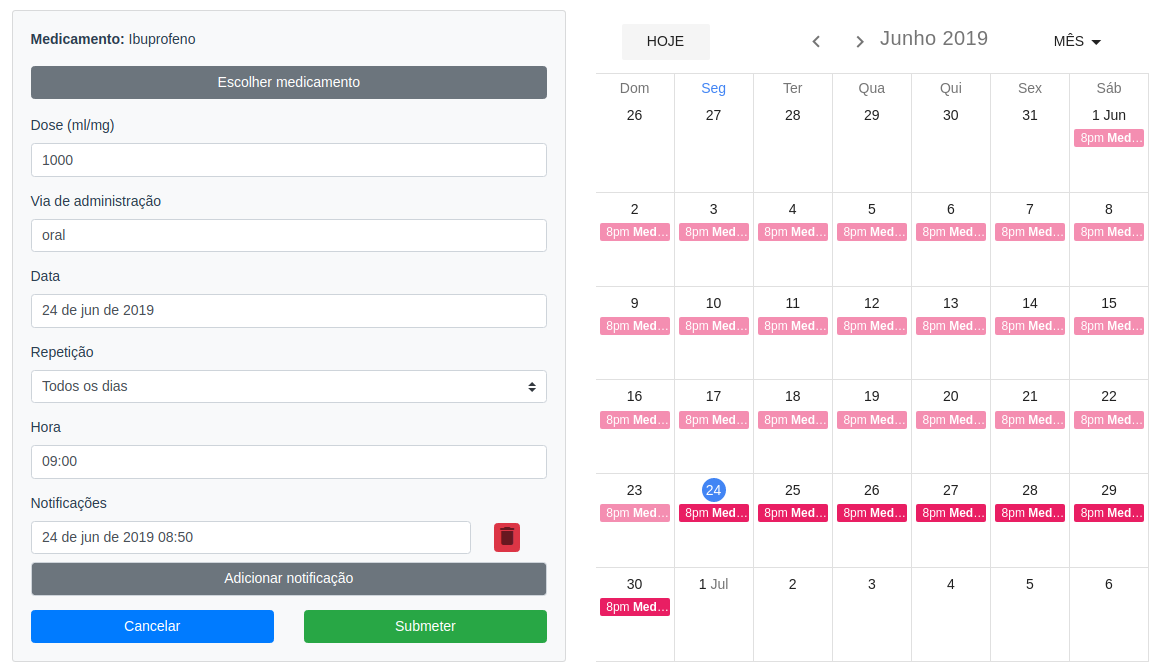 Medicamento: Ibuprofeno
Escolher medicamento
Dose (ml/mg)
1000
Via de administração
oral
Data
24 de jun de 2019
Repetição
Todos os dias
Hora
09:00
Notificações
24 de jun de 2019 08:50
Adicionar notificação
Cancelar Submeter
HOJE Junho 2019 MÊS
Dom Seg Ter Qua Qui Sex Sáb
26 27 28 29 30 31 1 Jun
8pm Med...
2 3 4 5 6 7 8
8pm Med... 8pm Med... 8pm Med... 8pm Med... 8pm Med... 8pm Med... 8pm Med...
9 10 11 12 13 14 15
8pm Med... 8pm Med... 8pm Med... 8pm Med... 8pm Med... 8pm Med... 8pm Med...
16 17 18 19 20 21 22
8pm Med... 8pm Med... 8pm Med... 8pm Med... 8pm Med... 8pm Med... 8pm Med...
23 24 25 26 27 28 29
8pm Med... 8pm Med... 8pm Med... 8pm Med... 8pm Med... 8pm Med... 8pm Med...
30 1 Jul 2 3 4 5 6
8pm Med...